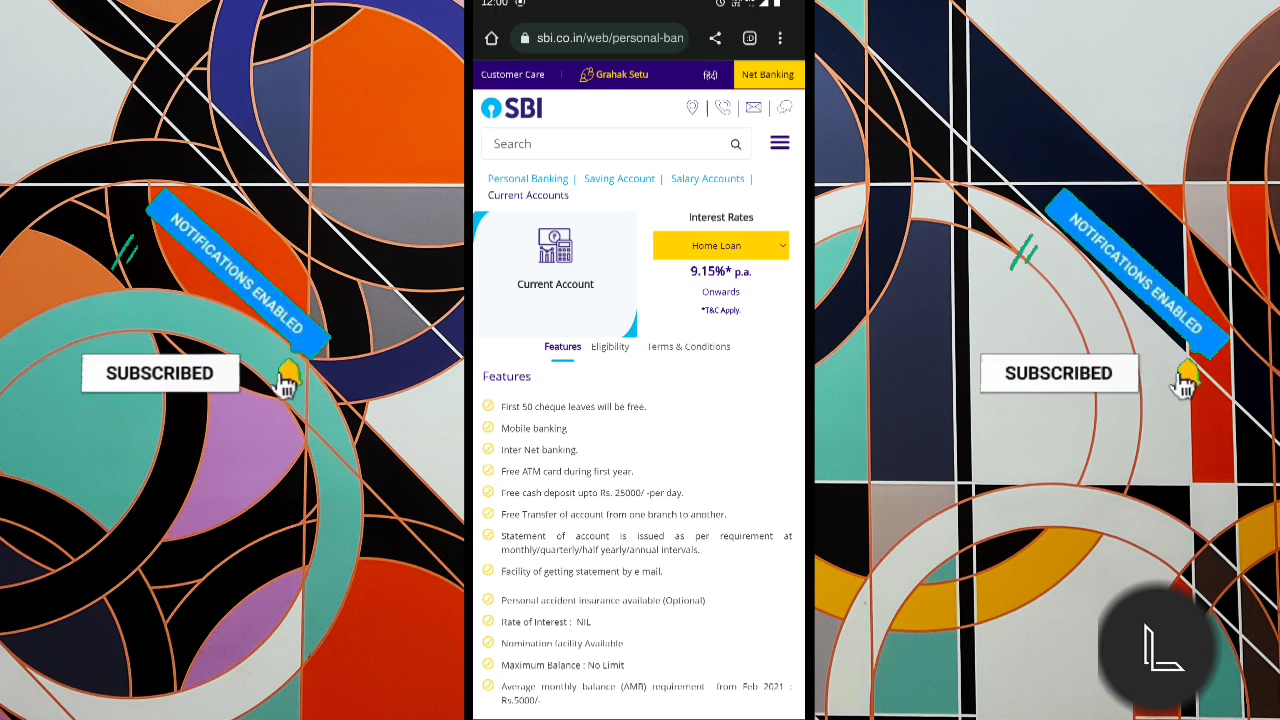 12:00
sbi.co.in/web/personal-ban
:D
Customer Care
Grahak Setu
हिंदी
Net Banking
SBI
Search
Personal Banking | Saving Account | Salary Accounts |
Current Accounts
Interest Rates
Home Loan
9.15%* p.a.
Onwards
*T&C Apply.
Current Account
Features Eligibility Terms & Conditions
Features
First 50 cheque leaves will be free.
Mobile banking
Inter Net banking.
Free ATM card during first year.
Free cash deposit upto Rs. 25000/ -per day.
Free Transfer of account from one branch to another.
Statement of account is issued as per requirement at
monthly/quarterly/half yearly/annual intervals.
Facility of getting statement by e mail.
Personal accident insurance available (Optional)
Rate of Interest : NIL
Nomination facility Available
Maximum Balance : No Limit
Average monthly balance (AMB) requirement from Feb 2021 :
Rs.5000/-
NOTIFICATIONS ENABLED
SUBSCRIBED
NOTIFICATIONS ENABLED
SUBSCRIBED
L